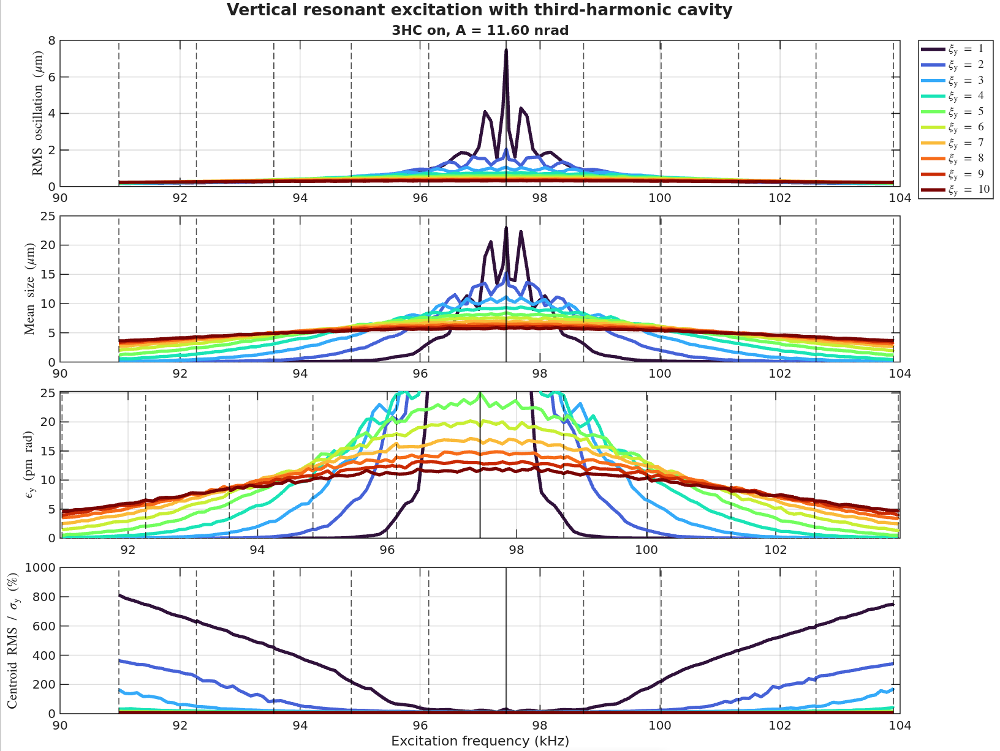 Vertical resonant excitation with third-harmonic cavity
3HC on, A = 11.60 nrad
RMS oscillation (μm)
8
6
4
2
0
90 92 94 96 98 100 102 104
ξy = 1
ξy = 2
ξy = 3
ξy = 4
ξy = 5
ξy = 6
ξy = 7
ξy = 8
ξy = 9
ξy = 10
Mean size (μm)
25
20
15
10
5
0
90 92 94 96 98 100 102 104
ϵy (pm rad)
25
20
15
10
5
0
92 94 96 98 100 102
Centroid RMS / σy (%)
1000
800
600
400
200
0
90 92 94 96 98 100 102 104
Excitation frequency (kHz)